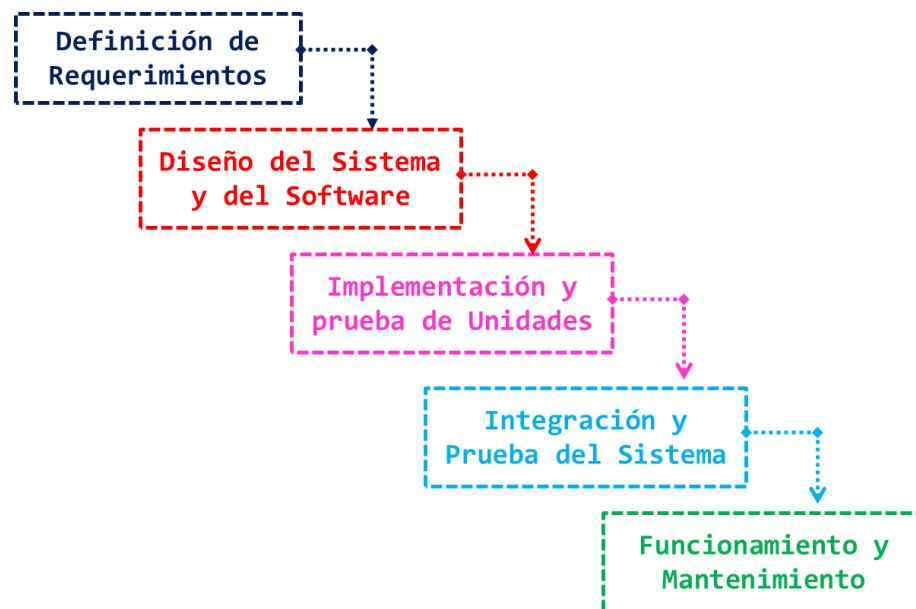 Definición de
Requerimientos
Diseño del Sistema
y del Software
Implementación y
prueba de Unidades
Integración y
Prueba del Sistema
Funcionamiento y
Mantenimiento